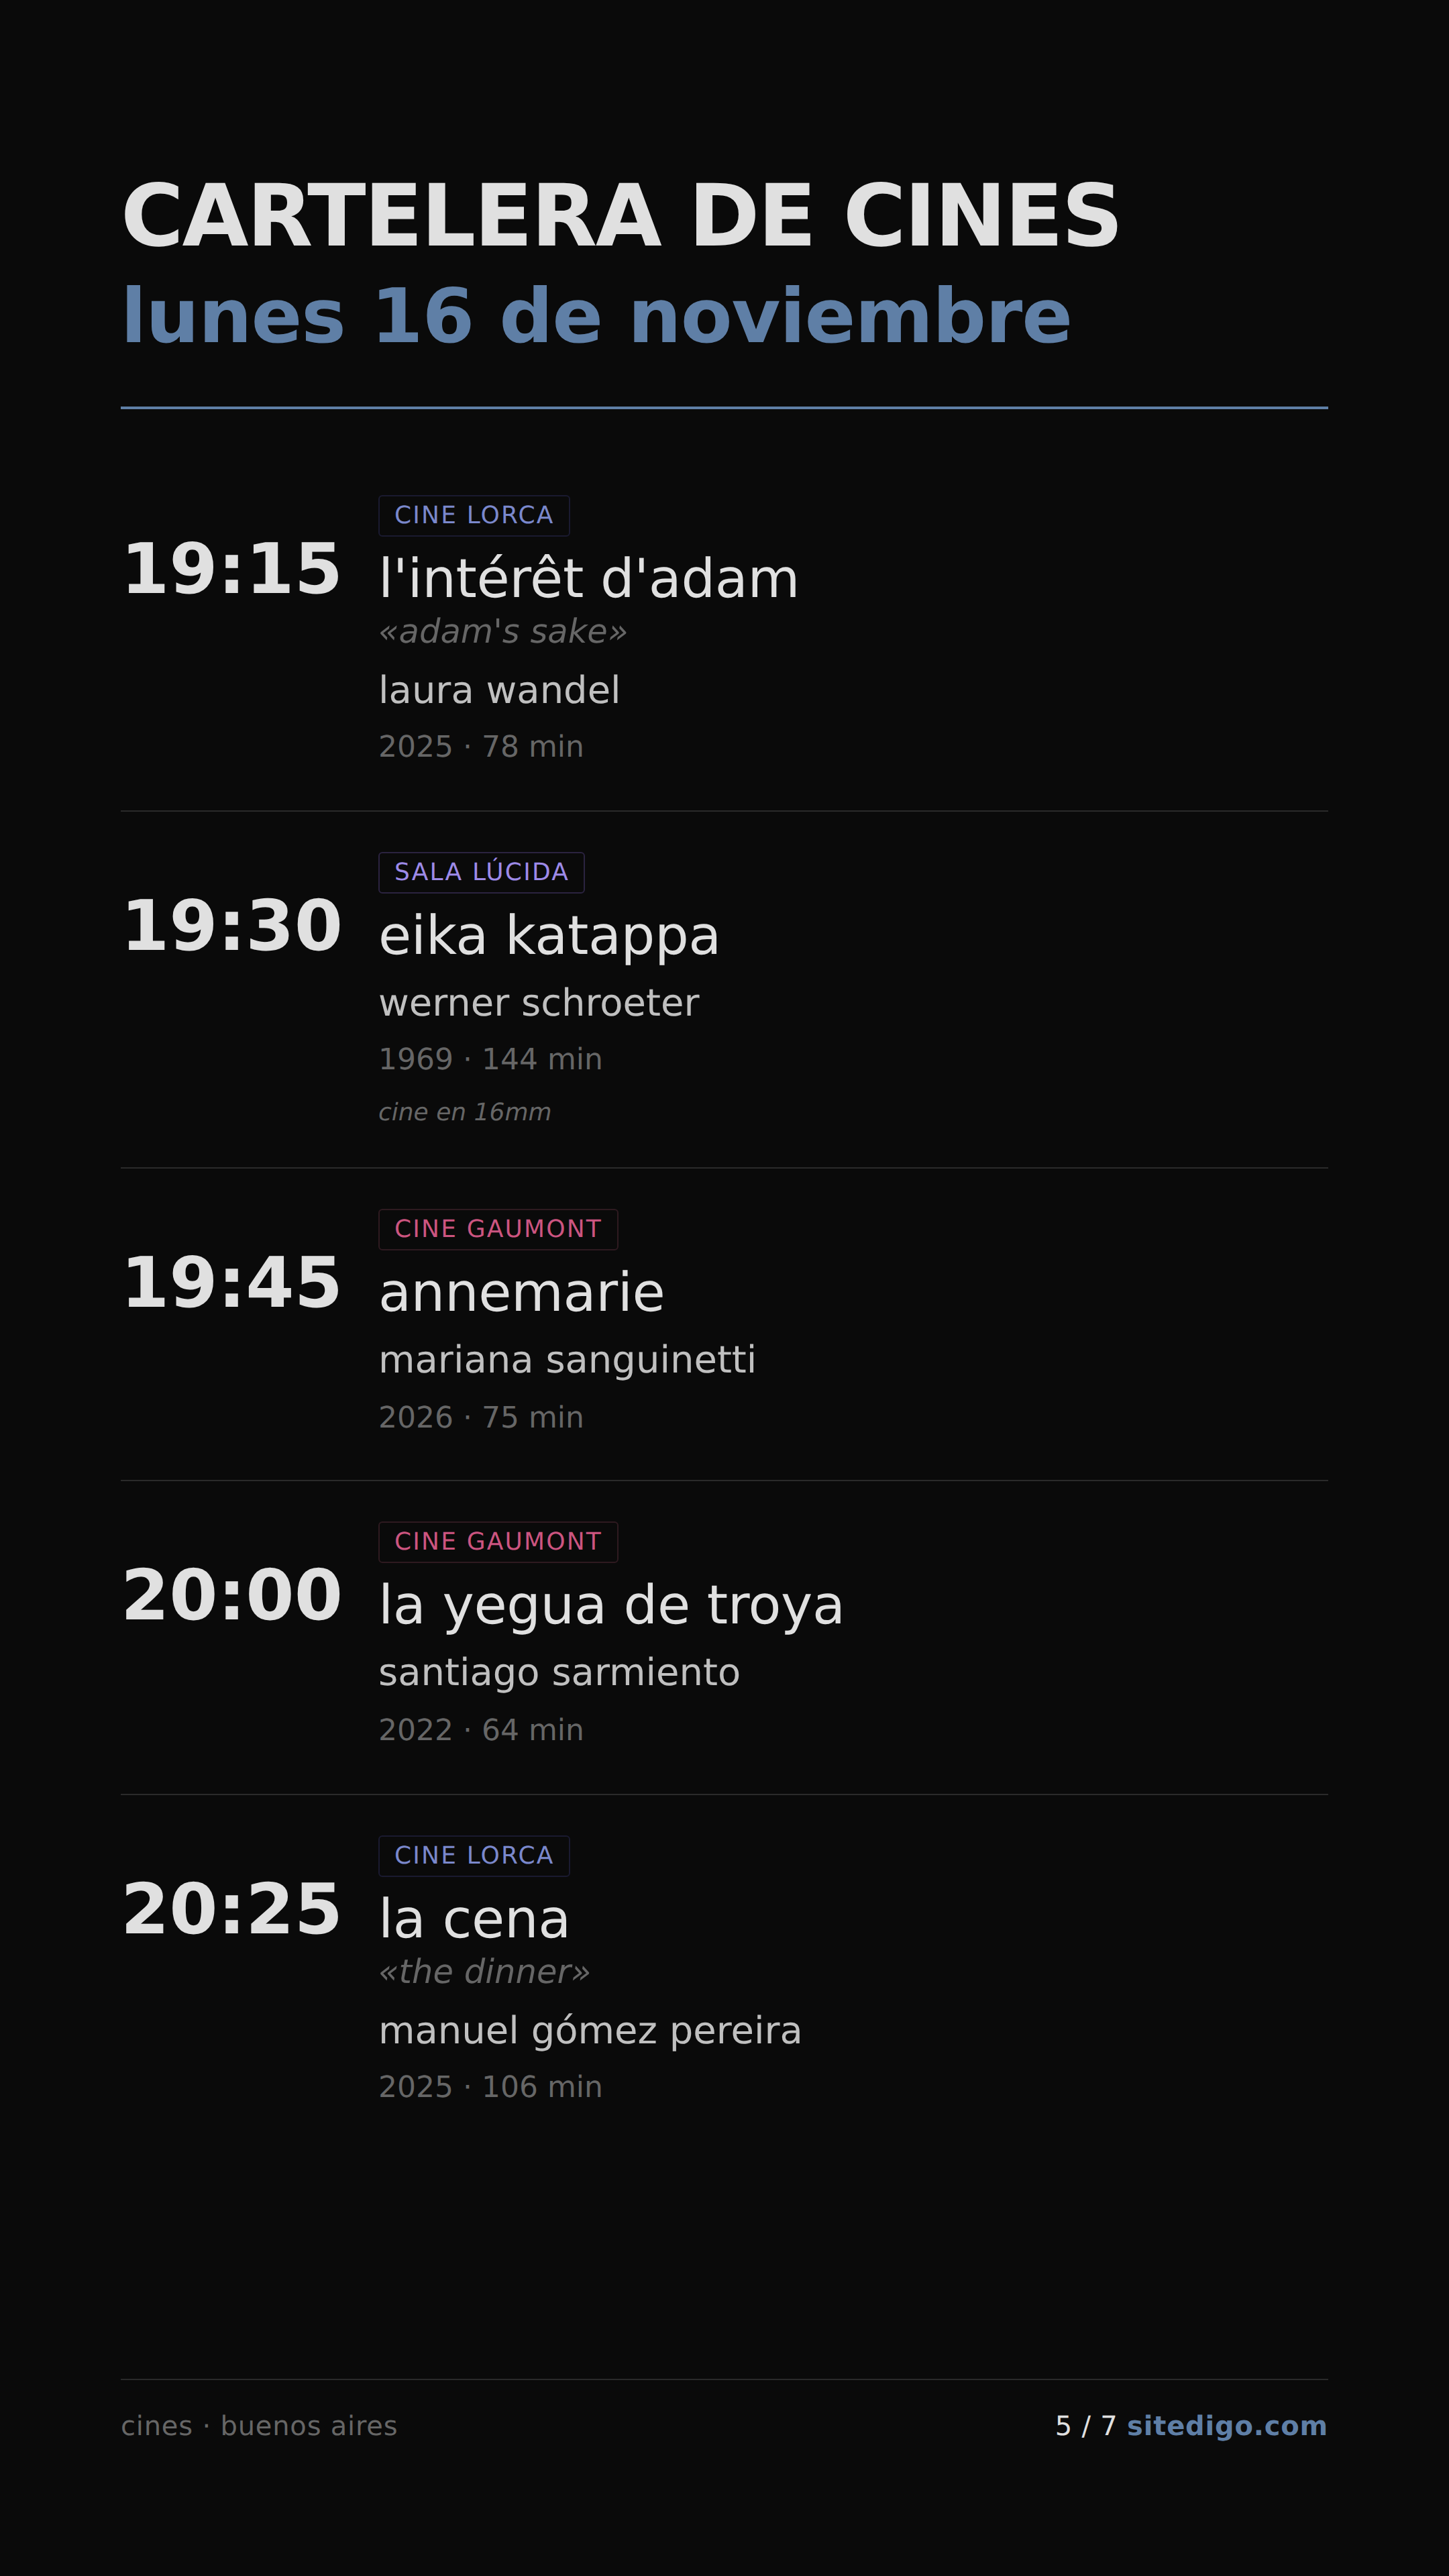 CARTELERA DE CINES
lunes 16 de noviembre
CINE LORCA
19:15
l'intérêt d'adam
«adam's sake»
laura wandel
2025 · 78 min
SALA LÚCIDA
19:30
eika katappa
werner schroeter
1969 · 144 min
cine en 16mm
CINE GAUMONT
19:45
annemarie
mariana sanguinetti
2026 · 75 min
CINE GAUMONT
20:00
la yegua de troya
santiago sarmiento
2022 · 64 min
CINE LORCA
20:25
la cena
«the dinner»
manuel gómez pereira
2025 · 106 min
cines · buenos aires
5 / 7 sitedigo.com